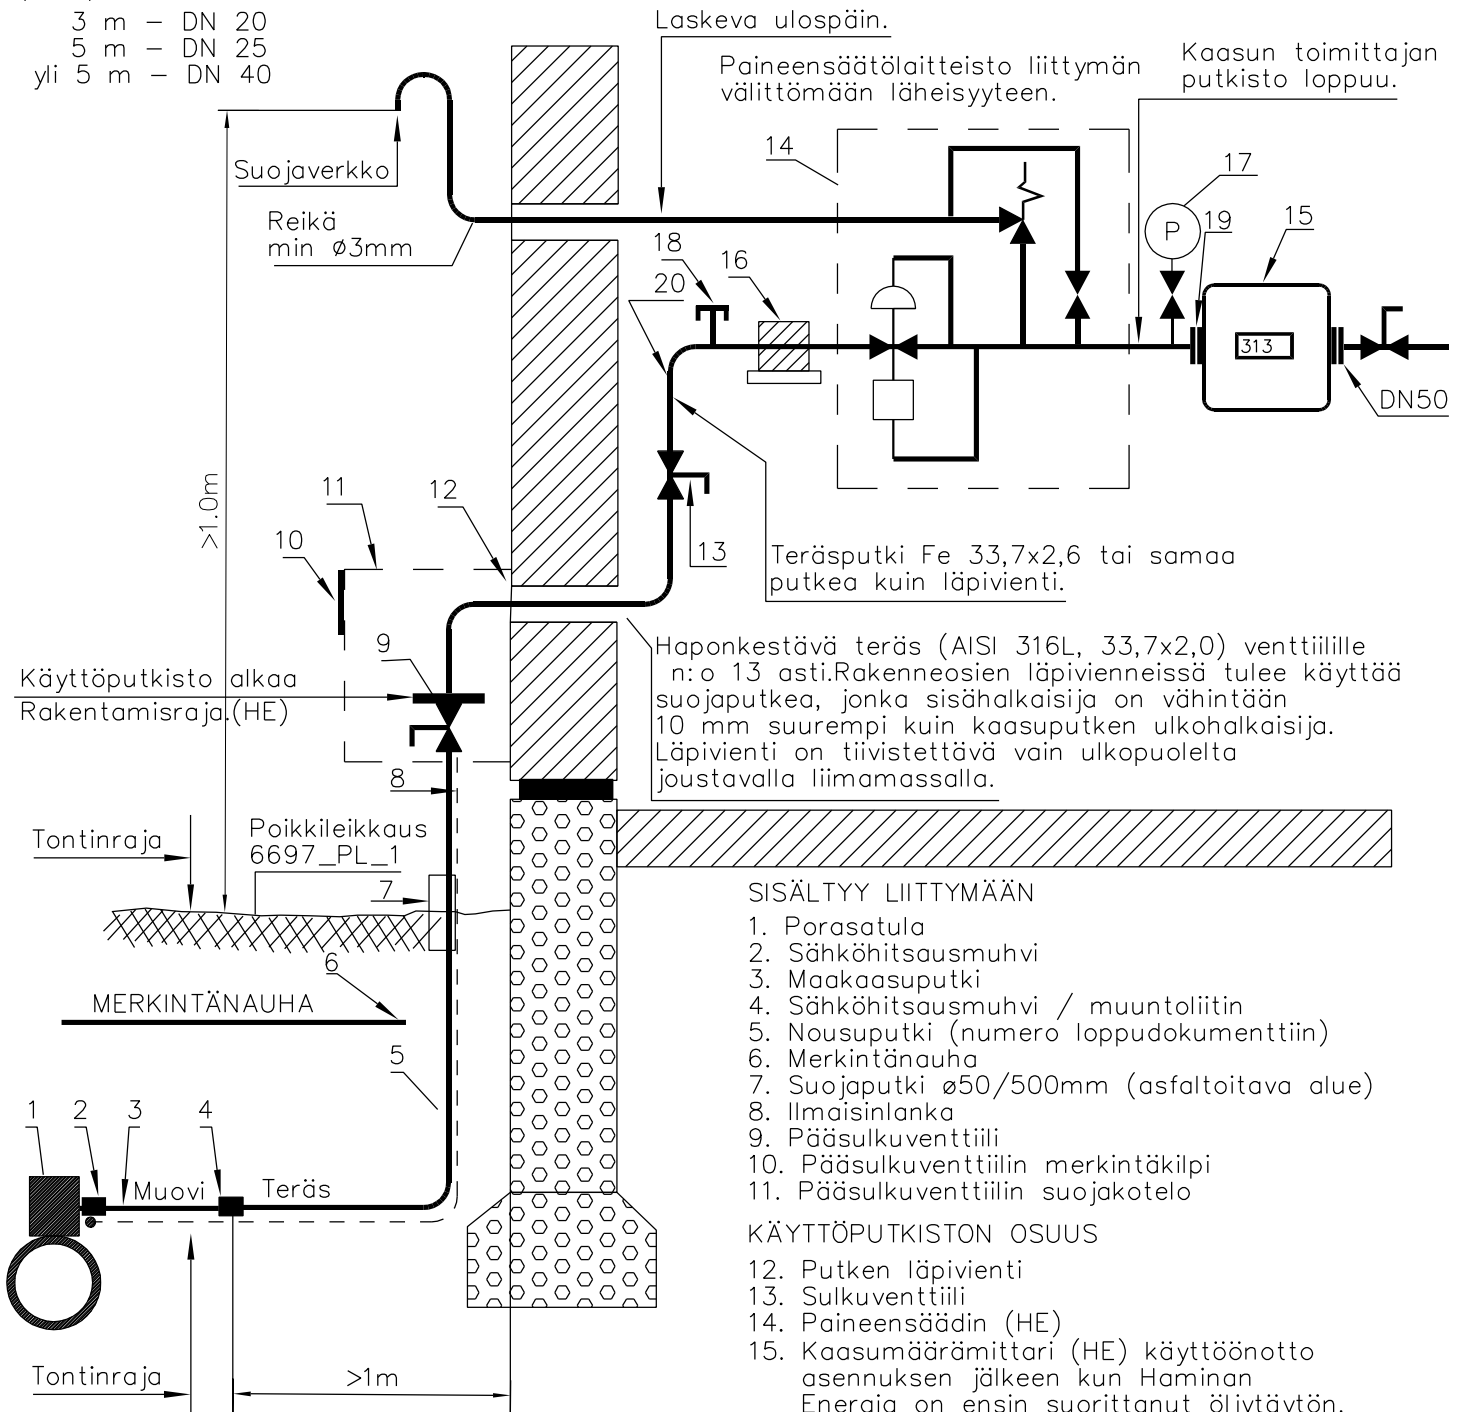 3 m – DN 20
5 m – DN 25
yli 5 m – DN 40
Laskeva ulospäin.
Paineensäätölaitteisto liittymän
välittömään läheisyyteen.
Kaasun toimittajan
putkisto loppuu.
14
17
Suojaverkko
Reikä
min ø3mm
18
20
16
P
19
15
313
DN50
>1.0m
11
12
10
13
Teräsputki Fe 33,7x2,6 tai samaa
putkea kuin läpivienti.
9
Käyttöputkisto alkaa
Rakentamisraja.(HE)
Haponkestävä teräs (AISI 316L, 33,7x2,0) venttiilille
n:o 13 asti.Rakenneosien läpivienneissä tulee käyttää
suojaputkea, jonka sisähalkaisija on vähintään
10 mm suurempi kuin kaasuputken ulkohalkaisija.
Läpivienti on tiivistettävä vain ulkopuolelta
joustavalla liimamassalla.
8
Tontinraja
Poikkileikkaus
6697_PL_1
7
6
MERKINTÄNAUHA
5
1
2
3
4
Muovi
Teräs
Tontinraja
>1m
SISÄLTYY LIITTYMÄÄN
1. Porasatula
2. Sähköhitsausmuhvi
3. Maakaasuputki
4. Sähköhitsausmuhvi / muuntoliitin
5. Nousuputki (numero loppudokumenttiin)
6. Merkintänauha
7. Suojaputki ø50/500mm (asfaltoitava alue)
8. Ilmaisinlanka
9. Pääsulkuventtiili
10. Pääsulkuventtiilin merkintäkilpi
11. Pääsulkuventtiilin suojakotelo
KÄYTTÖPUTKISTON OSUUS
12. Putken läpivienti
13. Sulkuventtiili
14. Paineensäädin (HE)
15. Kaasumäärämittari (HE) käyttöönotto
asennuksen jälkeen kun Haminan
Energia on ensin suorittanut öljytäytön.